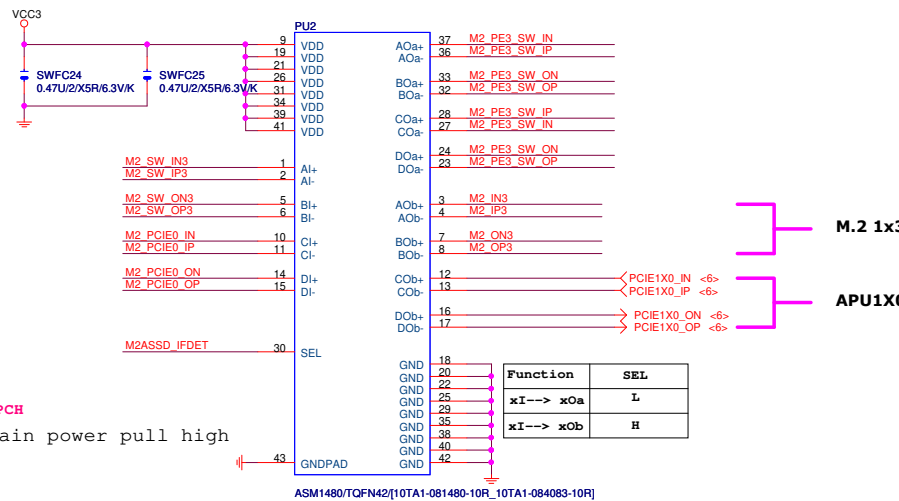 VCC3
PU2
9 VDD
19 VDD
21 VDD
26 VDD
31 VDD
34 VDD
39 VDD
41 VDD
SWFC24
0.47U/2/X5R/6.3V/K
SWFC25
0.47U/2/X5R/6.3V/K
AOa+ 37 M2_PE3_SW_IN
AOa- 36 M2_PE3_SW_IP
BOa+ 33 M2_PE3_SW_ON
BOa- 32 M2_PE3_SW_OP
COa+ 28 M2_PE3_SW_IP
COa- 27 M2_PE3_SW_IN
DOa+ 24 M2_PE3_SW_ON
DOa- 23 M2_PE3_SW_OP
M2_SW_IN3 1 AI+
M2_SW_IP3 2 AI-
M2_SW_ON3 5 BI+
M2_SW_OP3 6 BI-
M2_PCIE0_IN 10 CI+
M2_PCIE0_IP 11 CI-
M2_PCIE0_ON 14 DI+
M2_PCIE0_OP 15 DI-
AOb+ 3 M2_IN3
AOb- 4 M2_IP3
BOb+ 7 M2_ON3
BOb- 8 M2_OP3
M.2 1x3
COb+ 12 PCIE1X0_IN <6>
COb- 13 PCIE1X0_IP <6>
DOb+ 16 PCIE1X0_ON <6>
DOb- 17 PCIE1X0_OP <6>
APU1X0
M2ASSD_IFDET 30 SEL
GND 18
GND 20
GND 22
GND 25
GND 29
GND 35
GND 38
GND 40
GND 42
Function SEL
xI--> xOa L
xI--> xOb H
PCH
ain power pull high
43 GNDPAD
ASM1480/TQFN42/[10TA1-081480-10R_10TA1-084083-10R]